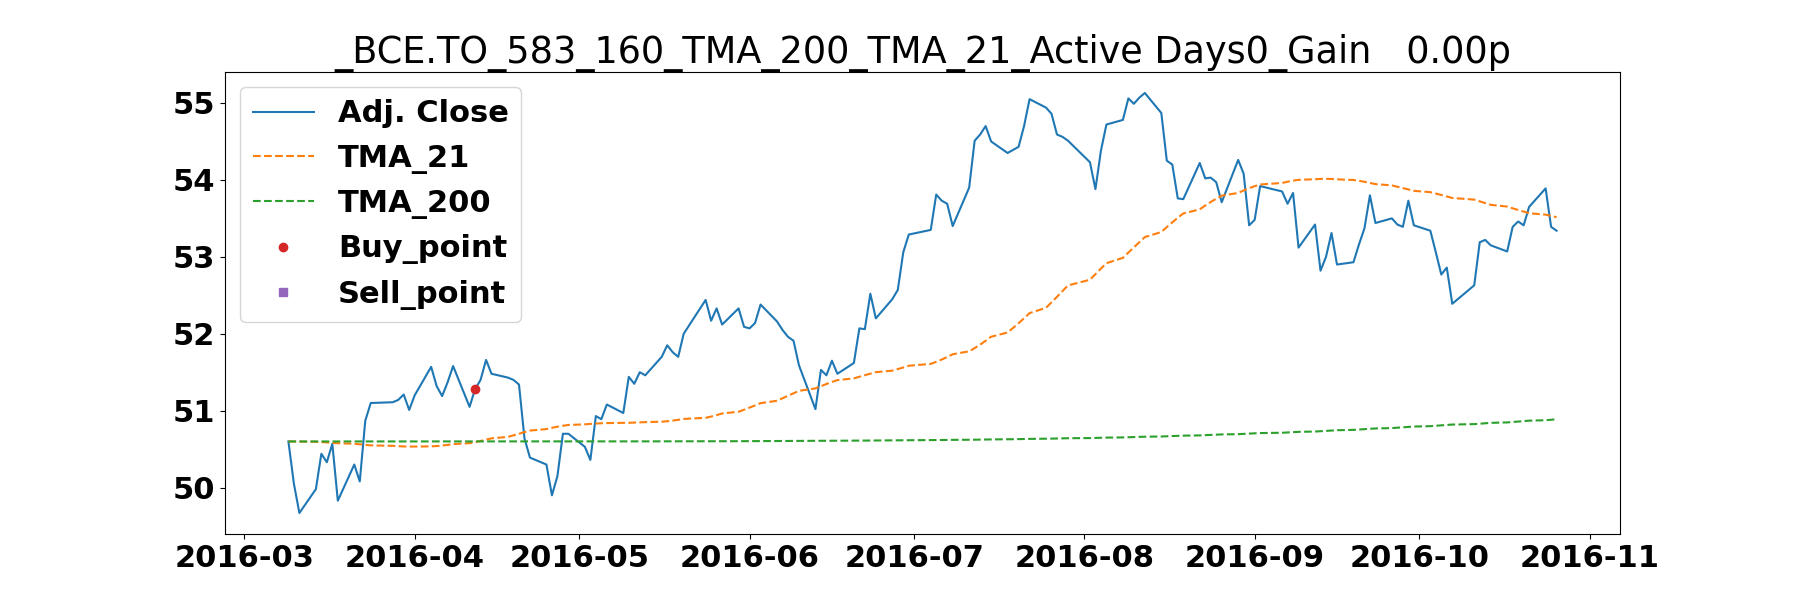 _BCE.TO_583_160_TMA_200_TMA_21_Active Days0_Gain   0.00p
55
54
53
52
51
50
Adj. Close
TMA_21
TMA_200
Buy_point
Sell_point
2016-03 2016-04 2016-05 2016-06 2016-07 2016-08 2016-09 2016-10 2016-11